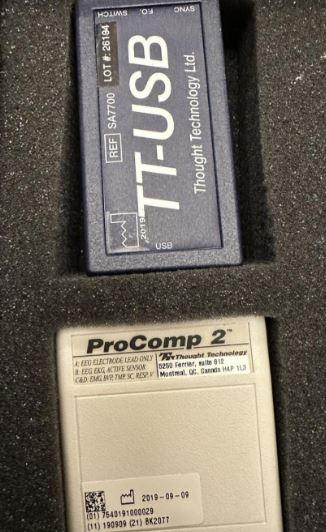 SYNC
F.O.
SWITCH
LOT #: 26194
REF SA7700
TT-USB
Thought Technology Ltd.
2019
USB
ProComp 2™
A: EEG ELECTRODE LEAD ONLY
B: EEG, EKG, ACTIVE SENSOR
C&D: EMG, BVP, TMP, SC, RESP, V
Thought Technology
5250 Ferrier, suite 812
Montreal, QC, Canada H4P 1L3
2019-09-09
(01) 7540191000029
(11) 190909 (21) BK2077